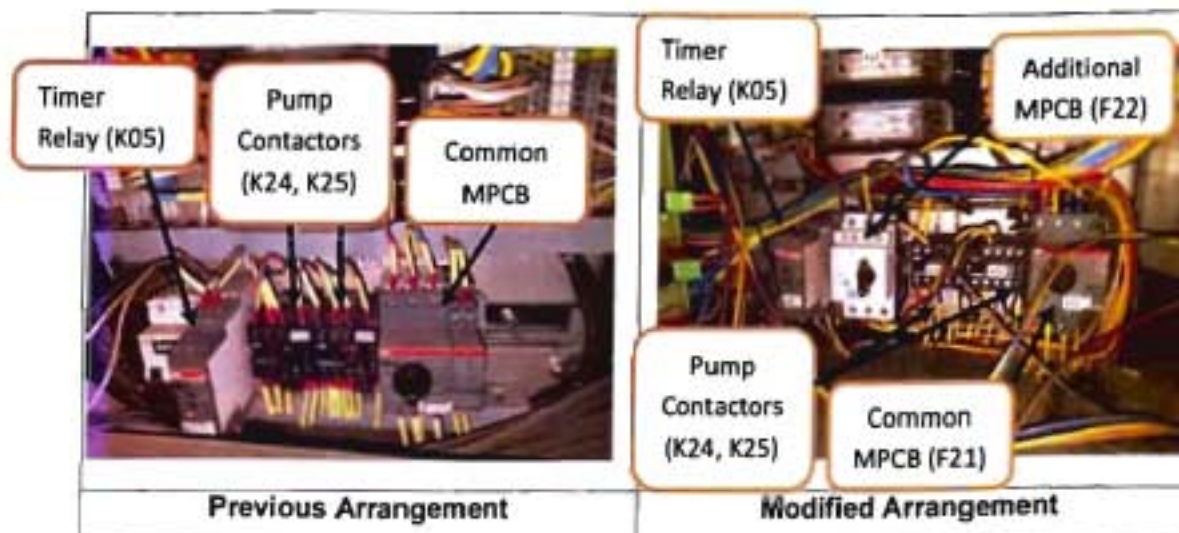 Timer
Relay (K05)
Pump
Contactors
(K24, K25)
Common
MPCB
Timer
Relay (K05)
Additional
MPCB (F22)
Pump
Contactors
(K24, K25)
Common
MPCB (F21)
Previous Arrangement
Modified Arrangement